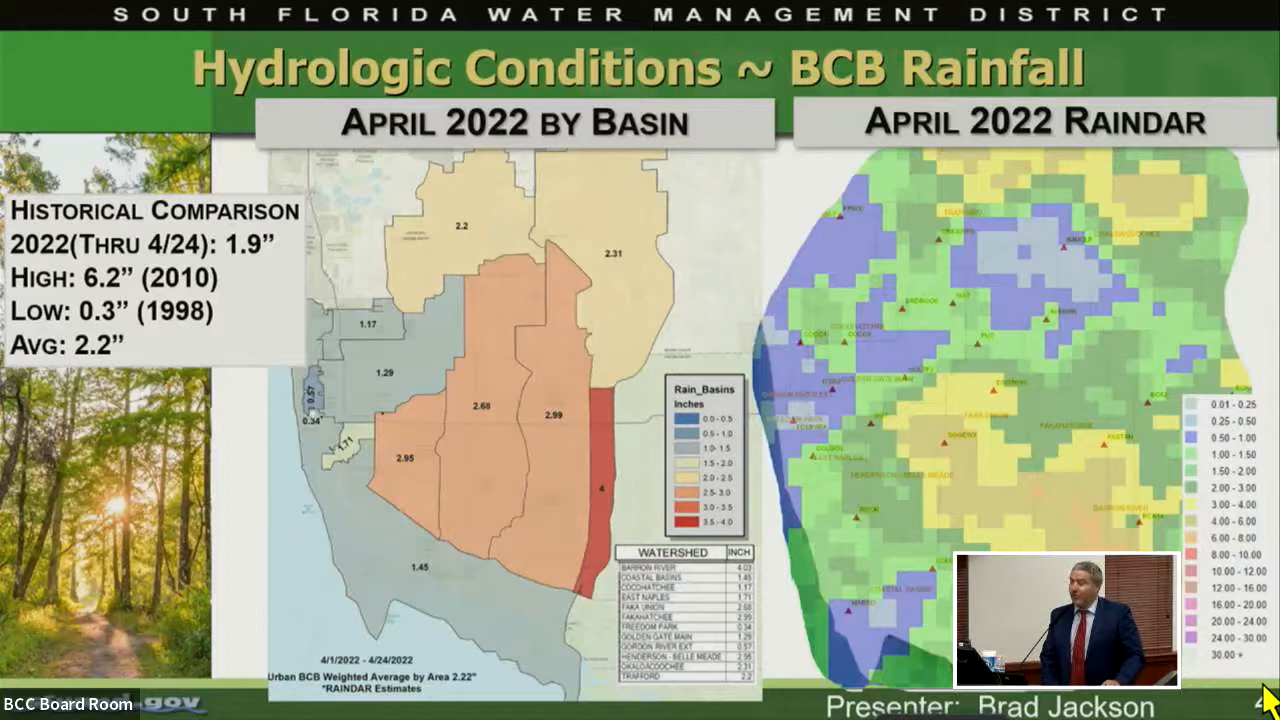 SOUTH FLORIDA WATER MANAGEMENT DISTRICT
Hydrologic Conditions ~ BCB Rainfall
APRIL 2022 BY BASIN
APRIL 2022 RAINDAR
HISTORICAL COMPARISON
2022(THRU 4/24): 1.9”
HIGH: 6.2” (2010)
LOW: 0.3” (1998)
AVG: 2.2”
2.2
2.31
1.17
1.29
0.57
0.34
1.71
2.68
2.99
2.95
4
1.45
Rain_Basins
Inches
0.0 - 0.5
0.5 - 1.0
1.0 - 1.5
1.5 - 2.0
2.0 - 2.5
2.5 - 3.0
3.0 - 3.5
3.5 - 4.0
WATERSHED INCH
BARRON RIVER 4.03
COASTAL BASINS 1.45
COCOHATCHEE 1.17
EAST NAPLES 1.71
FAKA UNION 2.68
FAKAHATCHEE 2.99
FREEDOM PARK 0.34
GOLDEN GATE MAIN 1.29
GORDON RIVER EXT 0.57
HENDERSON - BELLE MEADE 2.95
OKALOACOOCHEE 2.31
TRAFFORD 2.2
4/1/2022 - 4/24/2022
Urban BCB Weighted Average by Area 2.22"
*RAINDAR Estimates
0.01 - 0.25
0.25 - 0.50
0.50 - 1.00
1.00 - 1.50
1.50 - 2.00
2.00 - 3.00
3.00 - 4.00
4.00 - 6.00
6.00 - 8.00
8.00 - 10.00
10.00 - 12.00
12.00 - 16.00
16.00 - 20.00
20.00 - 24.00
24.00 - 30.00
30.00 +
BCC Board Room
.gov
Presenter: Brad Jackson